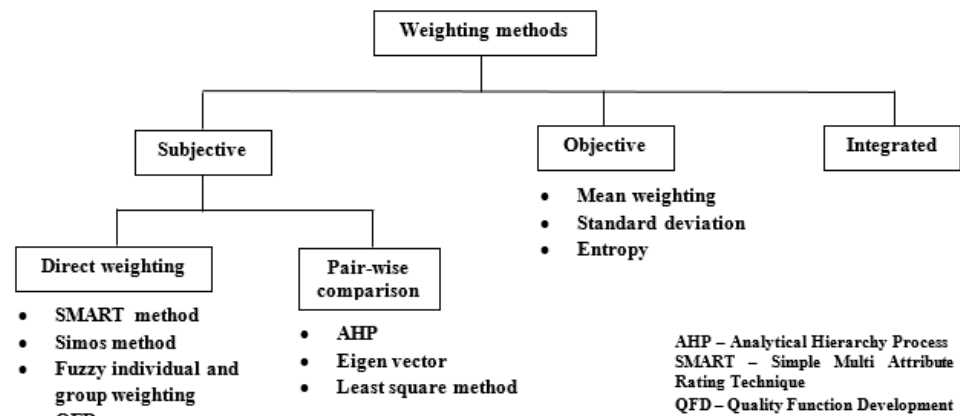 Weighting methods
Subjective
Objective
Integrated
• Mean weighting
• Standard deviation
• Entropy
Direct weighting
Pair-wise
comparison
• SMART method
• Simos method
• Fuzzy individual and
group weighting
• AHP
• Eigen vector
• Least square method
AHP – Analytical Hierarchy Process
SMART – Simple Multi Attribute
Rating Technique
QFD – Quality Function Development